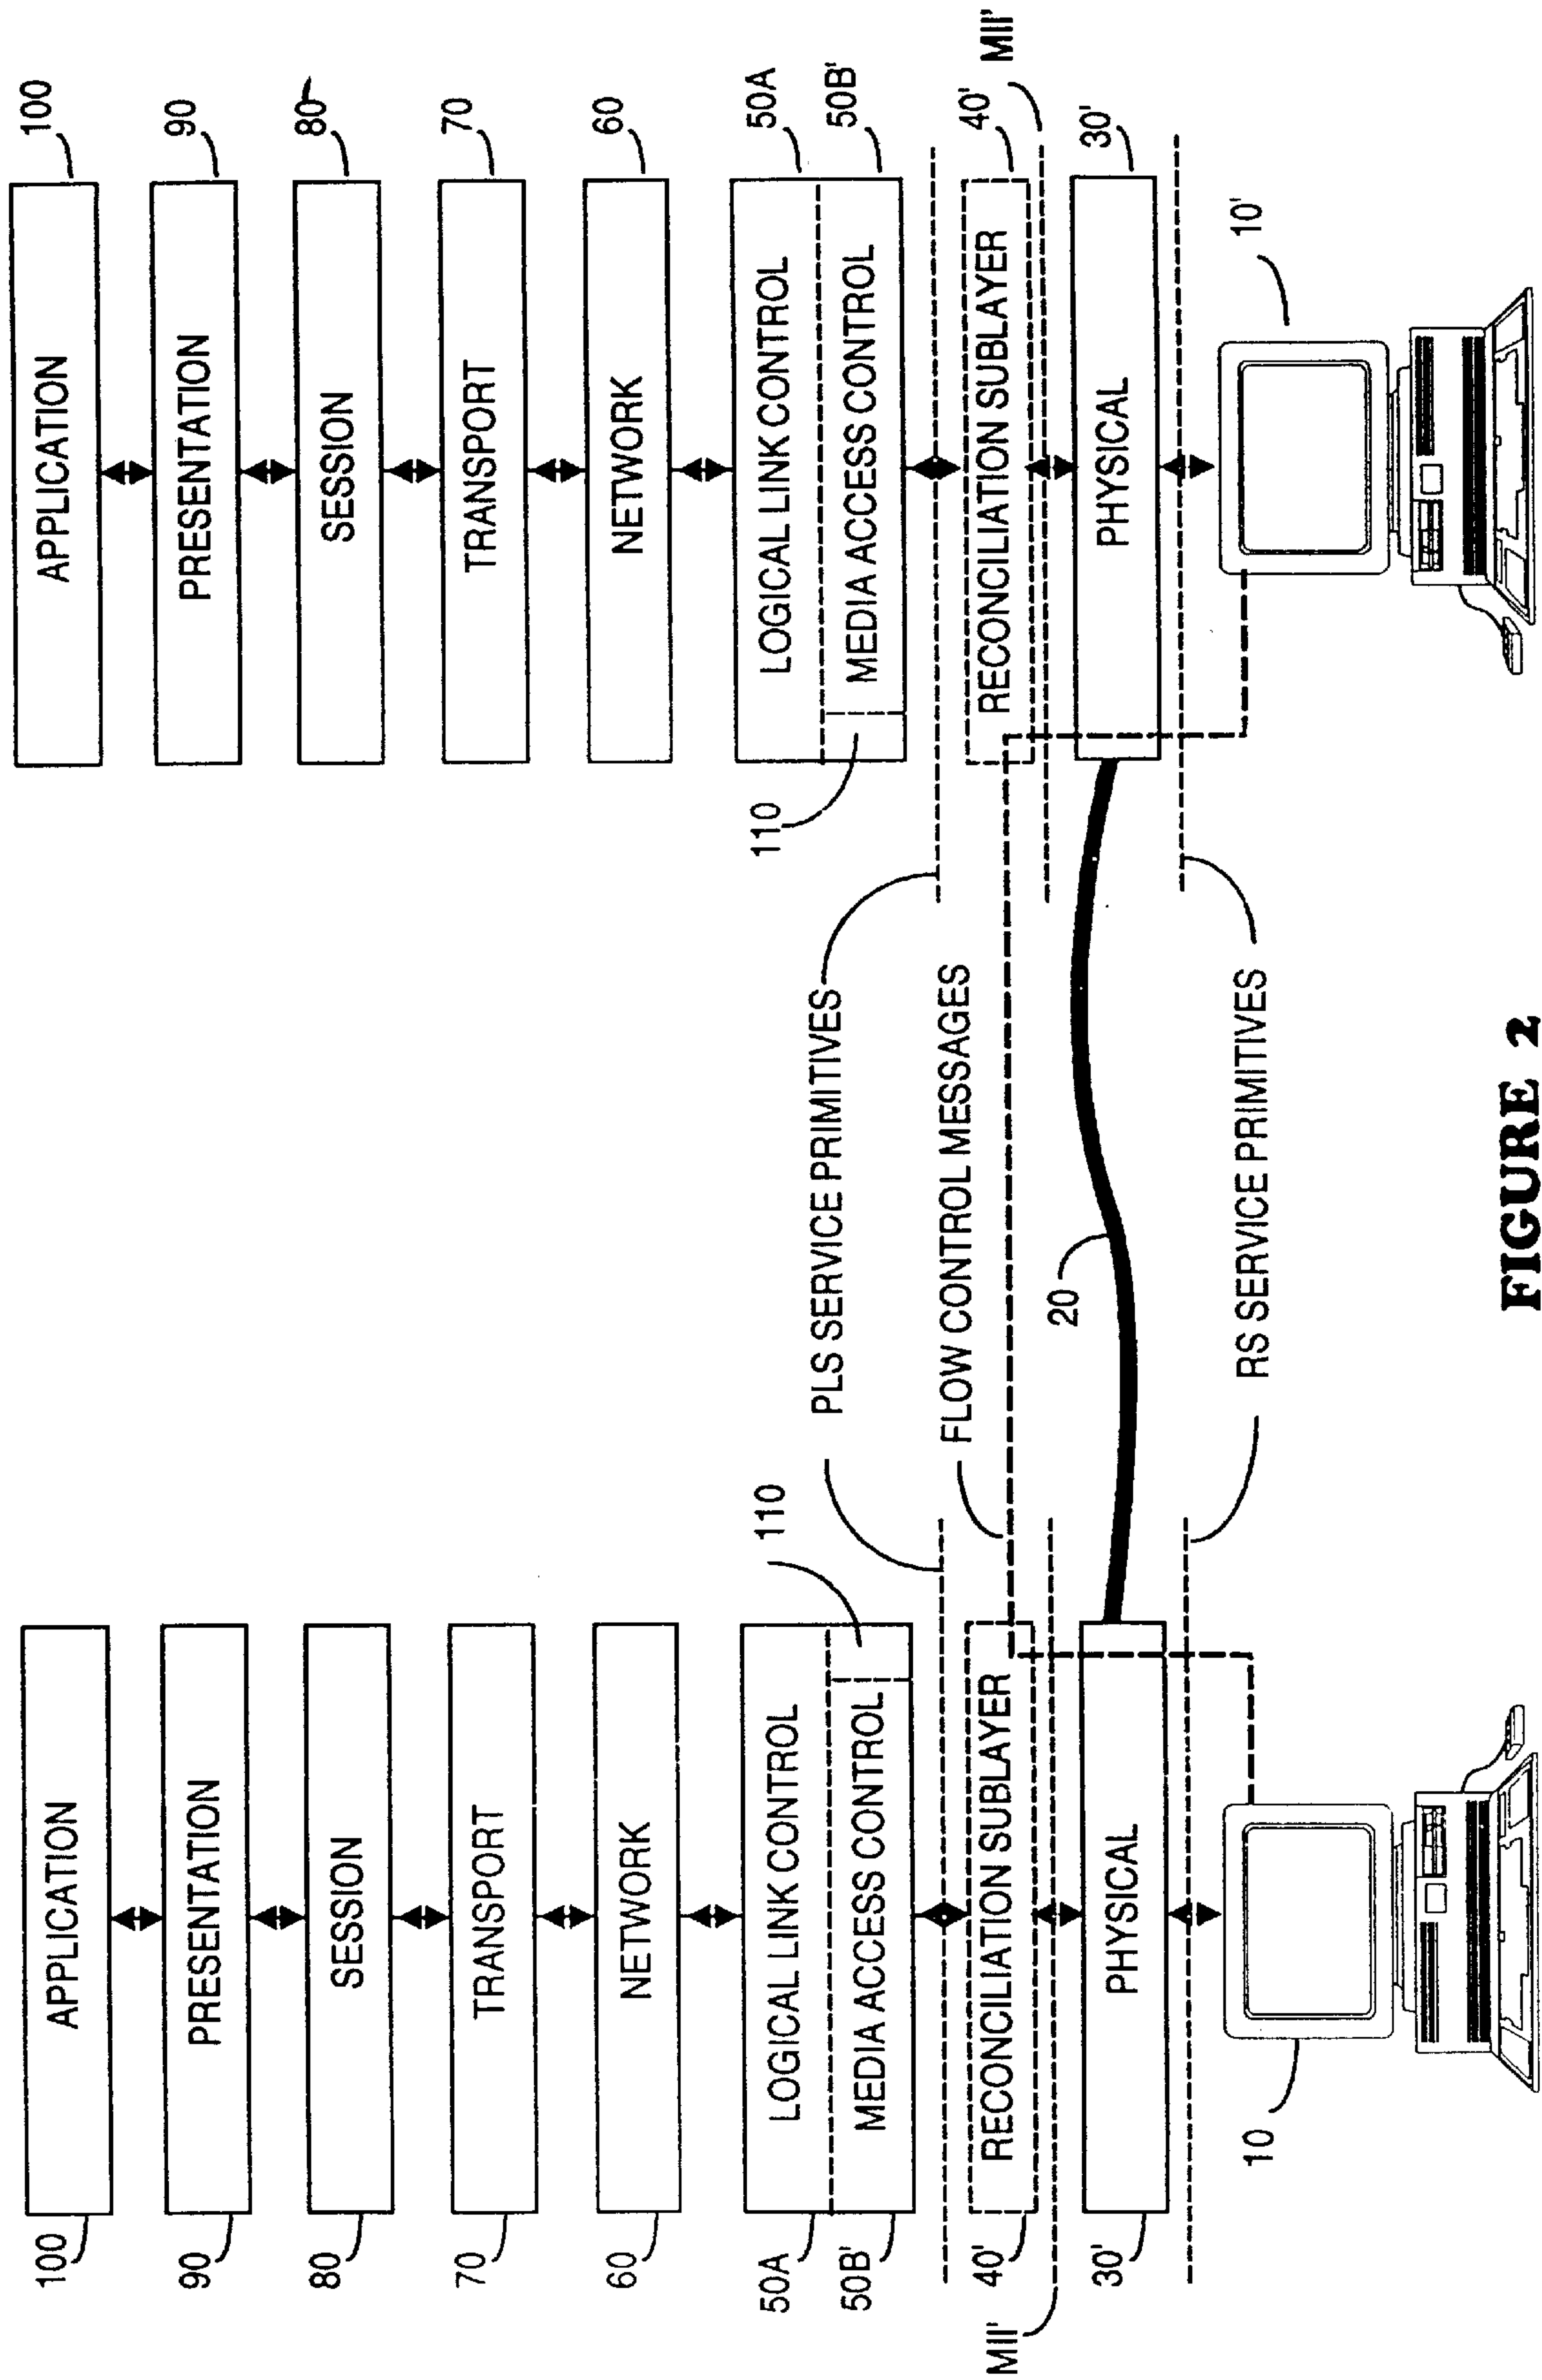 100
APPLICATION
100
APPLICATION
90
PRESENTATION
90
PRESENTATION
80
SESSION
80
SESSION
70
TRANSPORT
70
TRANSPORT
60
NETWORK
60
NETWORK
50A
LOGICAL LINK CONTROL
110
LOGICAL LINK CONTROL
50A
50B'
MEDIA ACCESS CONTROL
110
MEDIA ACCESS CONTROL
50B'
PLS SERVICE PRIMITIVES
FLOW CONTROL MESSAGES
40'
RECONCILIATION SUBLAYER
RECONCILIATION SUBLAYER
40'
MII'
MII'
20
30'
PHYSICAL
PHYSICAL
30'
RS SERVICE PRIMITIVES
10
10'
FIGURE 2